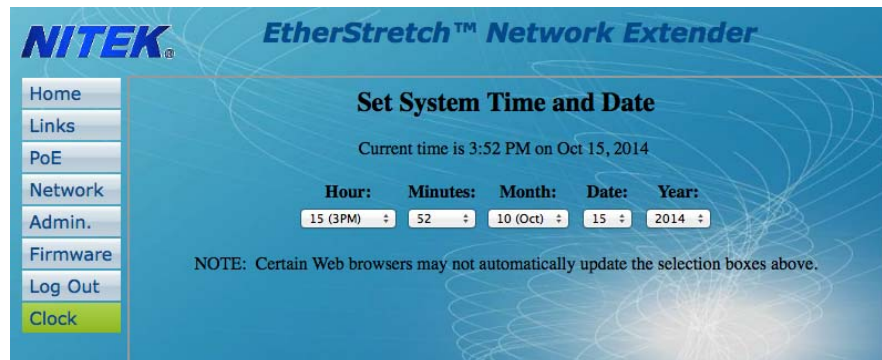 NITEK®
EtherStretch™ Network Extender
Home
Links
PoE
Network
Admin.
Firmware
Log Out
Clock
Set System Time and Date
Current time is 3:52 PM on Oct 15, 2014
Hour: Minutes: Month: Date: Year:
15 (3PM) 52 10 (Oct) 15 2014
NOTE: Certain Web browsers may not automatically update the selection boxes above.